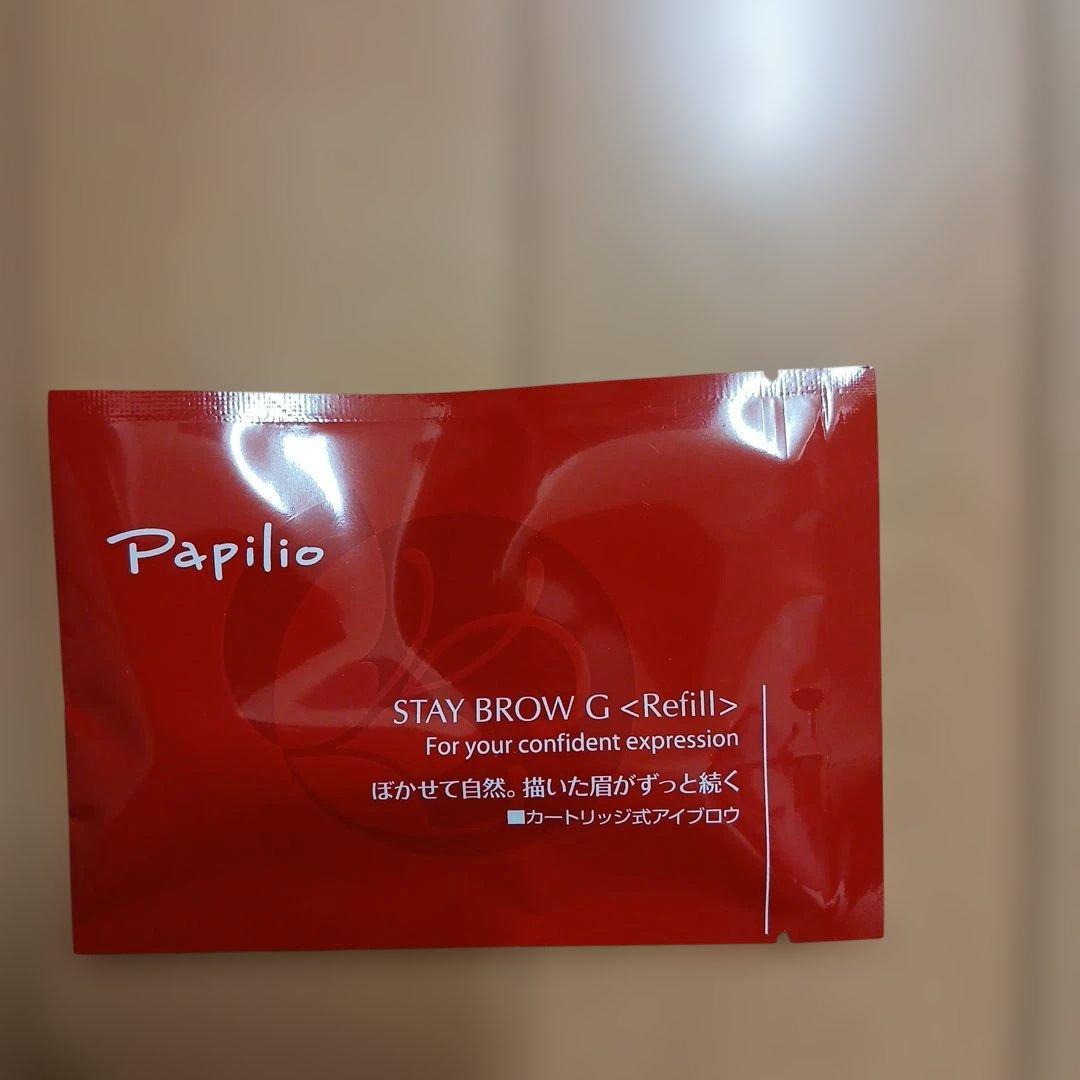 Papilio
STAY BROW G <Refill>
For your confident expression
ぼかせて自然。描いた眉がずっと続く
■カートリッジ式アイブロウ